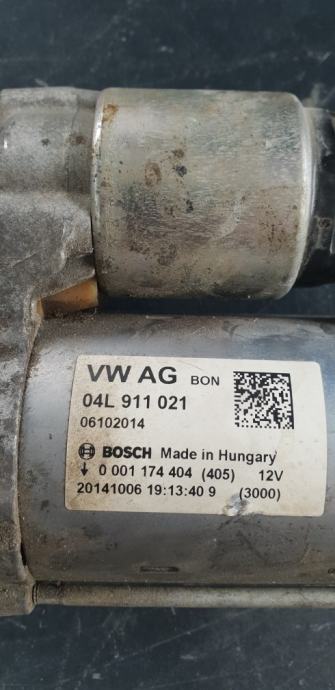 VW AG BON
04L 911 021
06102014
BOSCH Made in Hungary
0 001 174 404 (405) 12V
20141006 19:13:40 9 (3000)